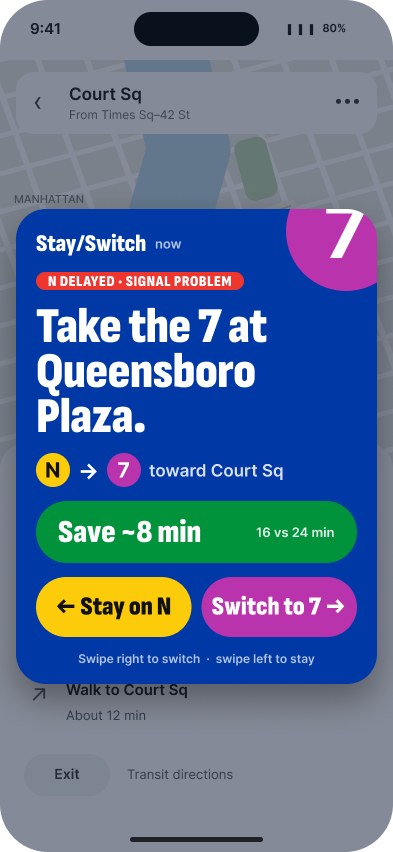 9:41
80%
Court Sq
From Times Sq–42 St
MANHATTAN
7
Stay/Switch now
N DELAYED • SIGNAL PROBLEM
Take the 7 at
Queensboro
Plaza.
N → 7 toward Court Sq
Save ~8 min 16 vs 24 min
← Stay on N Switch to 7 →
Swipe right to switch · swipe left to stay
Walk to Court Sq
About 12 min
Exit Transit directions